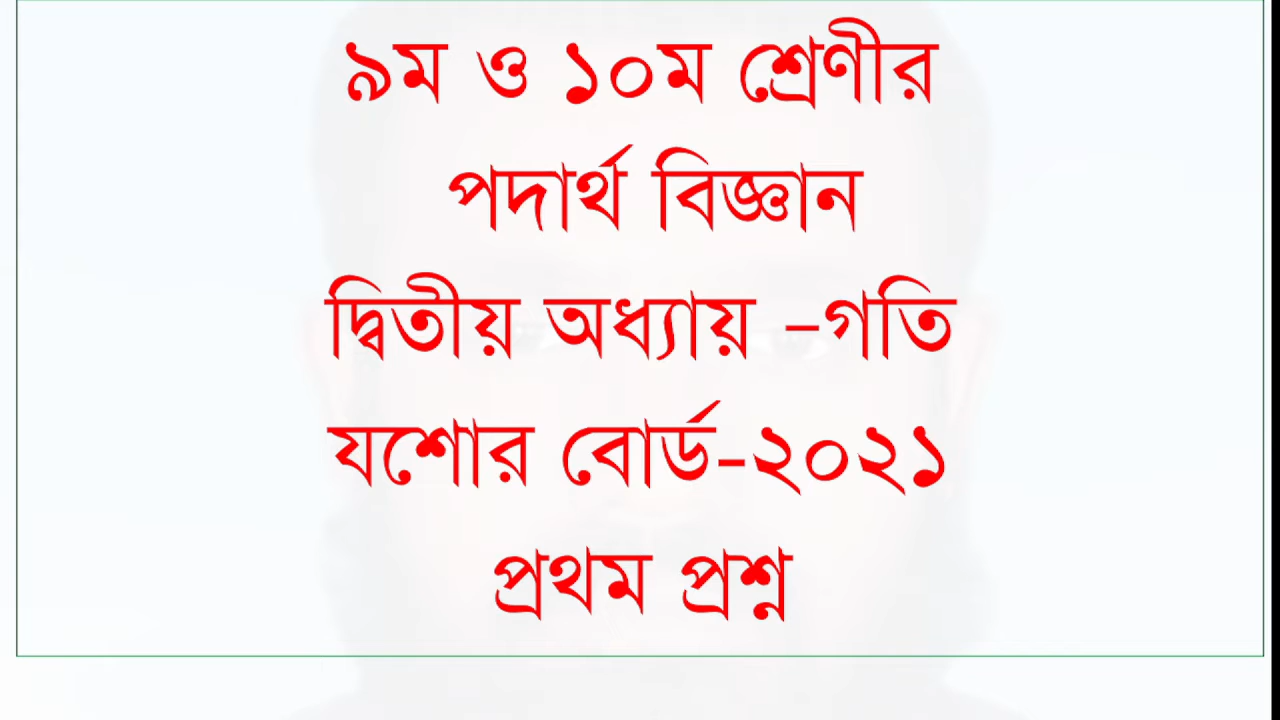 ৯ম ও ১০ম শ্রেণীর
পদার্থ বিজ্ঞান
দ্বিতীয় অধ্যায় –গতি
যশোর বোর্ড-২০২১
প্রথম প্রশ্ন